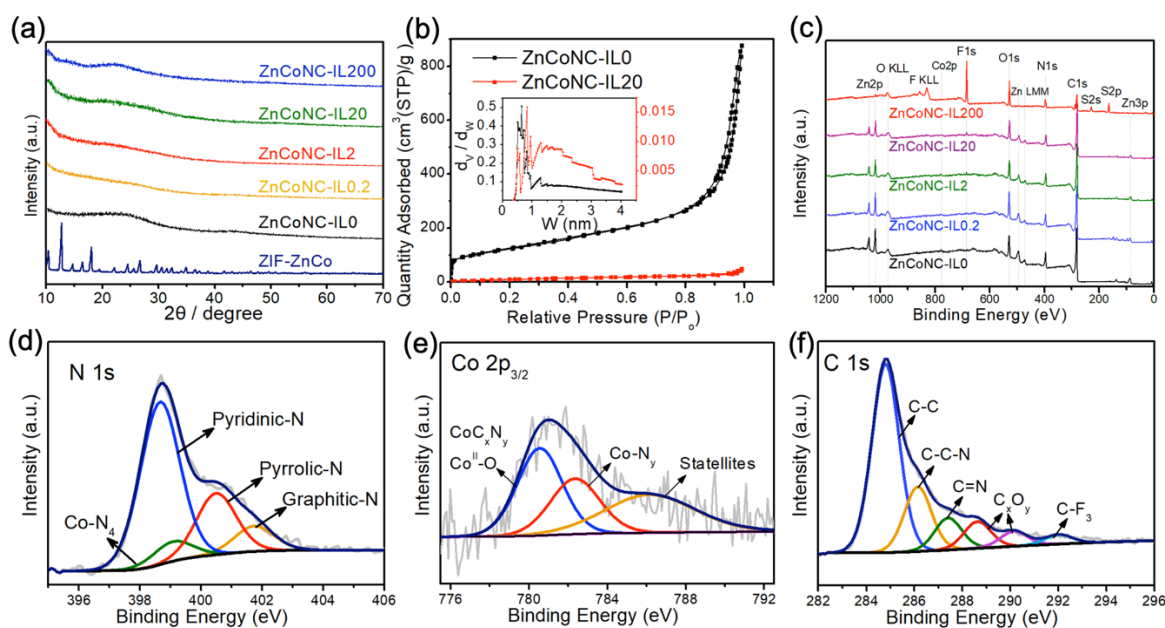 (a)
ZnCoNC-IL200
ZnCoNC-IL20
ZnCoNC-IL2
ZnCoNC-IL0.2
ZnCoNC-IL0
ZIF-ZnCo
Intensity (a.u.)
10 20 30 40 50 60 70
2θ / degree
(b)
ZnCoNC-IL0
ZnCoNC-IL20
Quantity Adsorbed (cm³(STP)/g)
800
600
400
200
0
0.0 0.2 0.4 0.6 0.8 1.0
Relative Pressure (P/Pₒ)
dV / dW
0.5
0.4
0.3
0.2
0.1
0.015
0.010
0.005
0 1 2 3 4
W (nm)
(c)
F1s
Co2p
O KLL
F KLL
Zn2p
O1s
N1s
Zn LMM
C1s
S2s
S2p
Zn3p
ZnCoNC-IL200
ZnCoNC-IL20
ZnCoNC-IL2
ZnCoNC-IL0.2
ZnCoNC-IL0
Intensity (a.u.)
1200 1000 800 600 400 200 0
Binding Energy (eV)
(d)
N 1s
Pyridinic-N
Pyrrolic-N
Graphitic-N
Co-N₄
Intensity (a.u.)
396 398 400 402 404 406
Binding Energy (eV)
(e)
Co 2p₃/₂
CoCₓNᵧ
Coᴵᴵ-O
Co-Nᵧ
Statellites
Intensity (a.u.)
776 780 784 788 792
Binding Energy (eV)
(f)
C 1s
C-C
C-C-N
C=N
CₓOᵧ
C-F₃
Intensity (a.u.)
282 284 286 288 290 292 294 296
Binding Energy (eV)